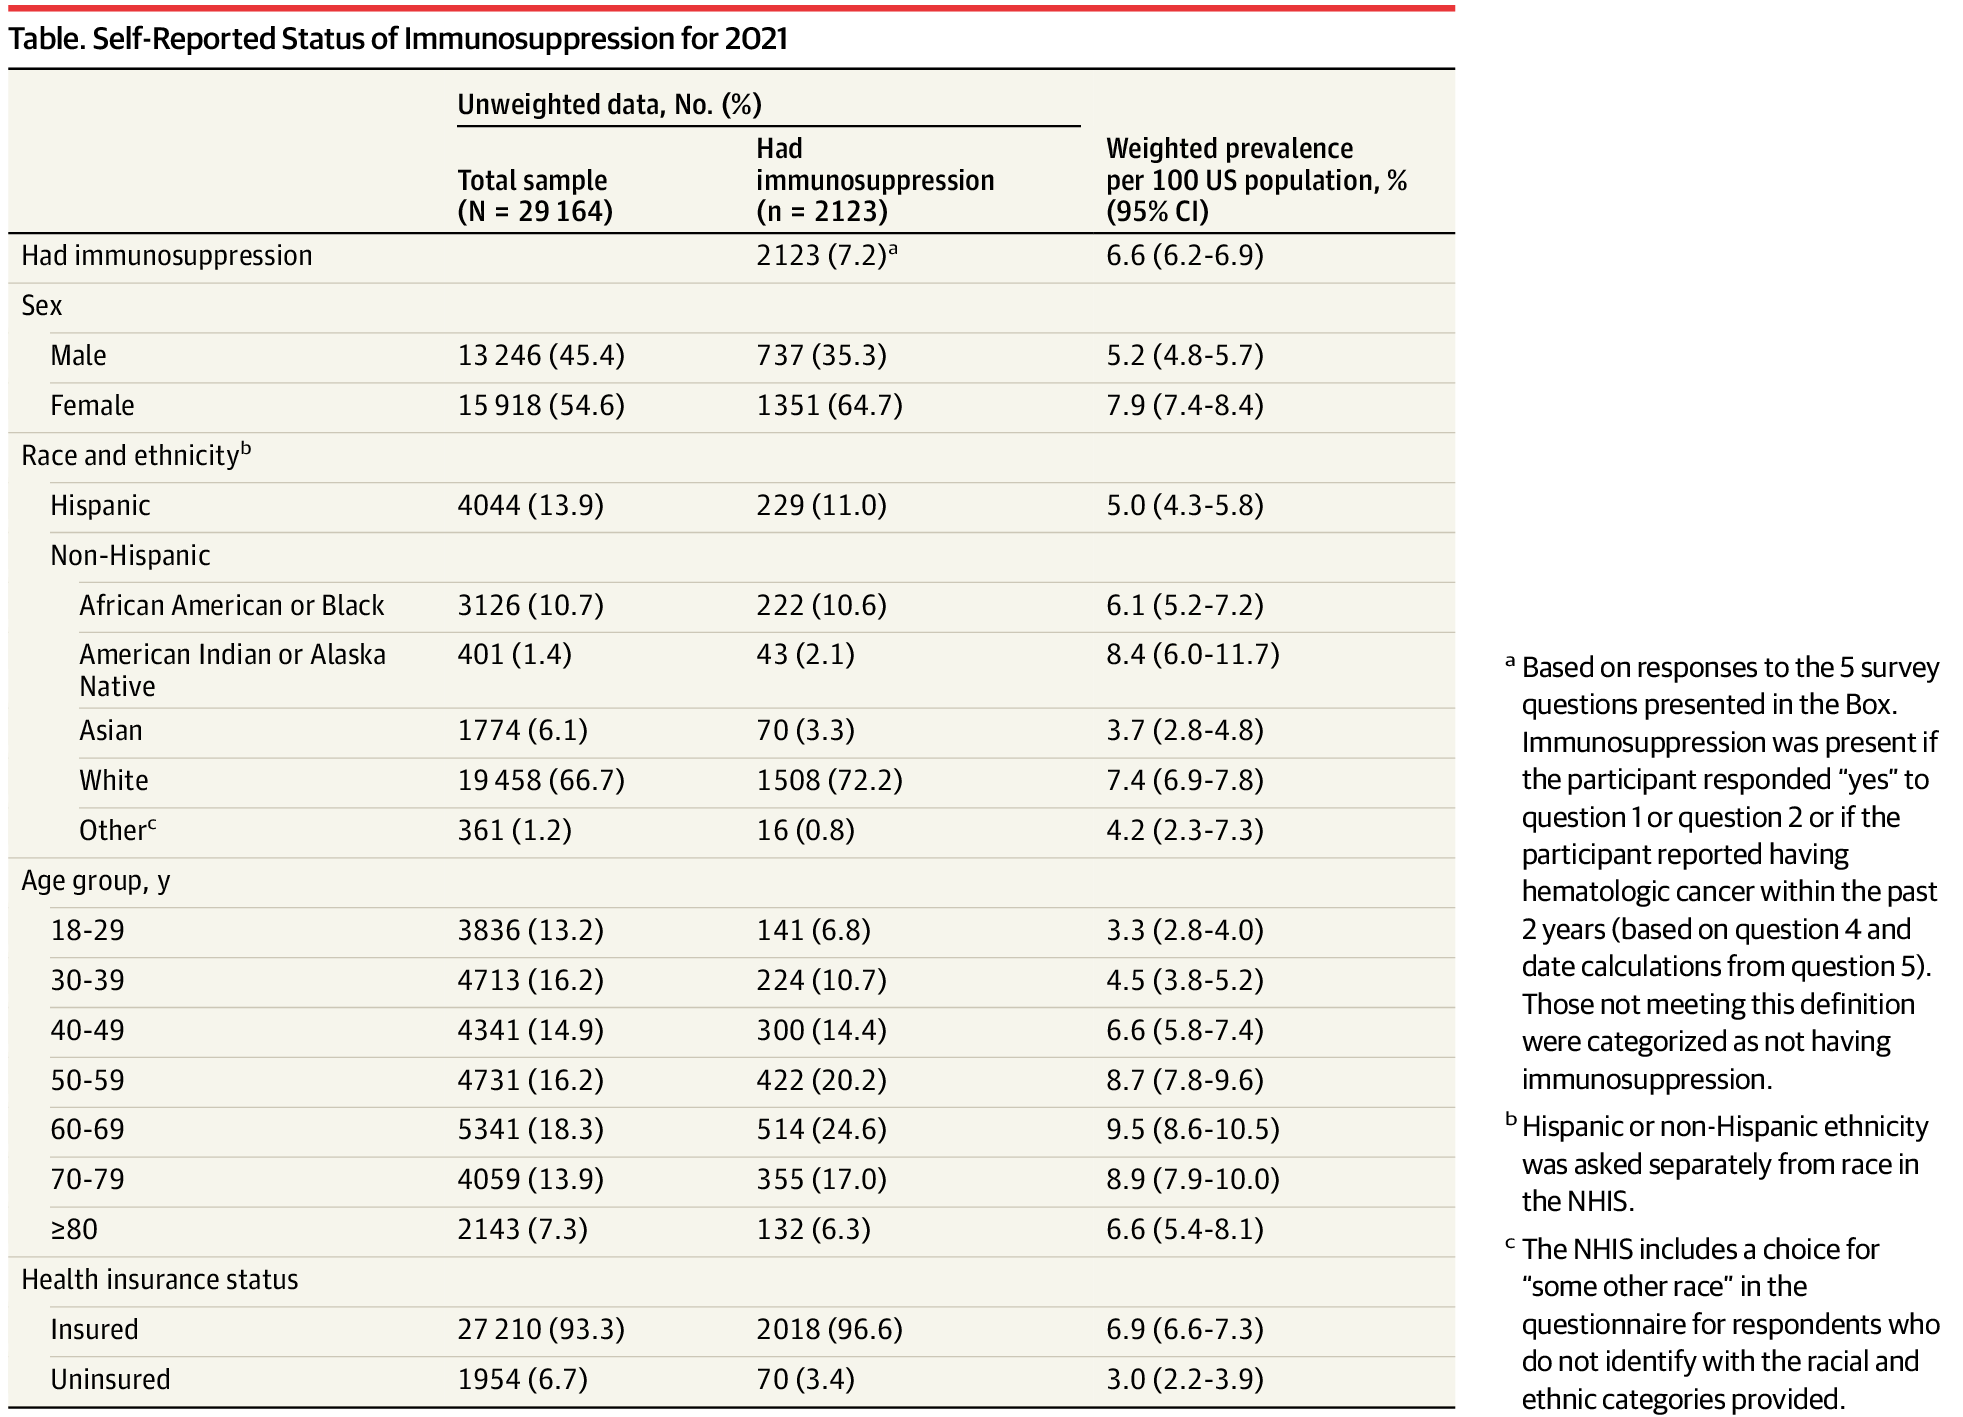 Table. Self-Reported Status of Immunosuppression for 2021
Unweighted data, No. (%)
Total sample
(N = 29 164)
Had
immunosuppression
(n = 2123)
Weighted prevalence
per 100 US population, %
(95% CI)
Had immunosuppression 2123 (7.2)a 6.6 (6.2-6.9)
Sex
Male 13 246 (45.4) 737 (35.3) 5.2 (4.8-5.7)
Female 15 918 (54.6) 1351 (64.7) 7.9 (7.4-8.4)
Race and ethnicityb
Hispanic 4044 (13.9) 229 (11.0) 5.0 (4.3-5.8)
Non-Hispanic
African American or Black 3126 (10.7) 222 (10.6) 6.1 (5.2-7.2)
American Indian or Alaska 401 (1.4) 43 (2.1) 8.4 (6.0-11.7)
Native
Asian 1774 (6.1) 70 (3.3) 3.7 (2.8-4.8)
White 19 458 (66.7) 1508 (72.2) 7.4 (6.9-7.8)
Otherc 361 (1.2) 16 (0.8) 4.2 (2.3-7.3)
Age group, y
18-29 3836 (13.2) 141 (6.8) 3.3 (2.8-4.0)
30-39 4713 (16.2) 224 (10.7) 4.5 (3.8-5.2)
40-49 4341 (14.9) 300 (14.4) 6.6 (5.8-7.4)
50-59 4731 (16.2) 422 (20.2) 8.7 (7.8-9.6)
60-69 5341 (18.3) 514 (24.6) 9.5 (8.6-10.5)
70-79 4059 (13.9) 355 (17.0) 8.9 (7.9-10.0)
≥80 2143 (7.3) 132 (6.3) 6.6 (5.4-8.1)
Health insurance status
Insured 27 210 (93.3) 2018 (96.6) 6.9 (6.6-7.3)
Uninsured 1954 (6.7) 70 (3.4) 3.0 (2.2-3.9)
a Based on responses to the 5 survey
questions presented in the Box.
Immunosuppression was present if
the participant responded "yes" to
question 1 or question 2 or if the
participant reported having
hematologic cancer within the past
2 years (based on question 4 and
date calculations from question 5).
Those not meeting this definition
were categorized as not having
immunosuppression.
b Hispanic or non-Hispanic ethnicity
was asked separately from race in
the NHIS.
c The NHIS includes a choice for
"some other race" in the
questionnaire for respondents who
do not identify with the racial and
ethnic categories provided.